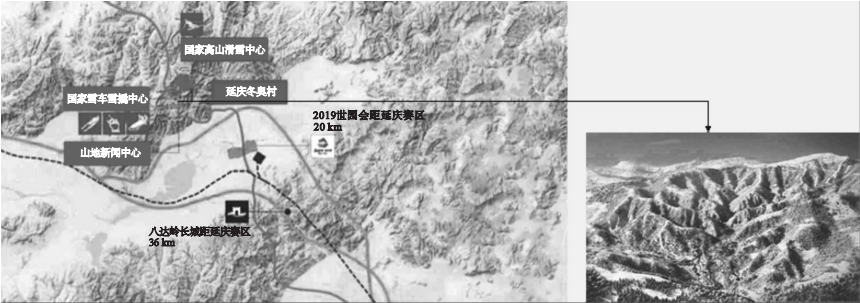 国家高山滑雪中心
延庆冬奥村
国家雪车雪橇中心
2019世园会距延庆赛区
20 km
山地新闻中心
八达岭长城距延庆赛区
36 km